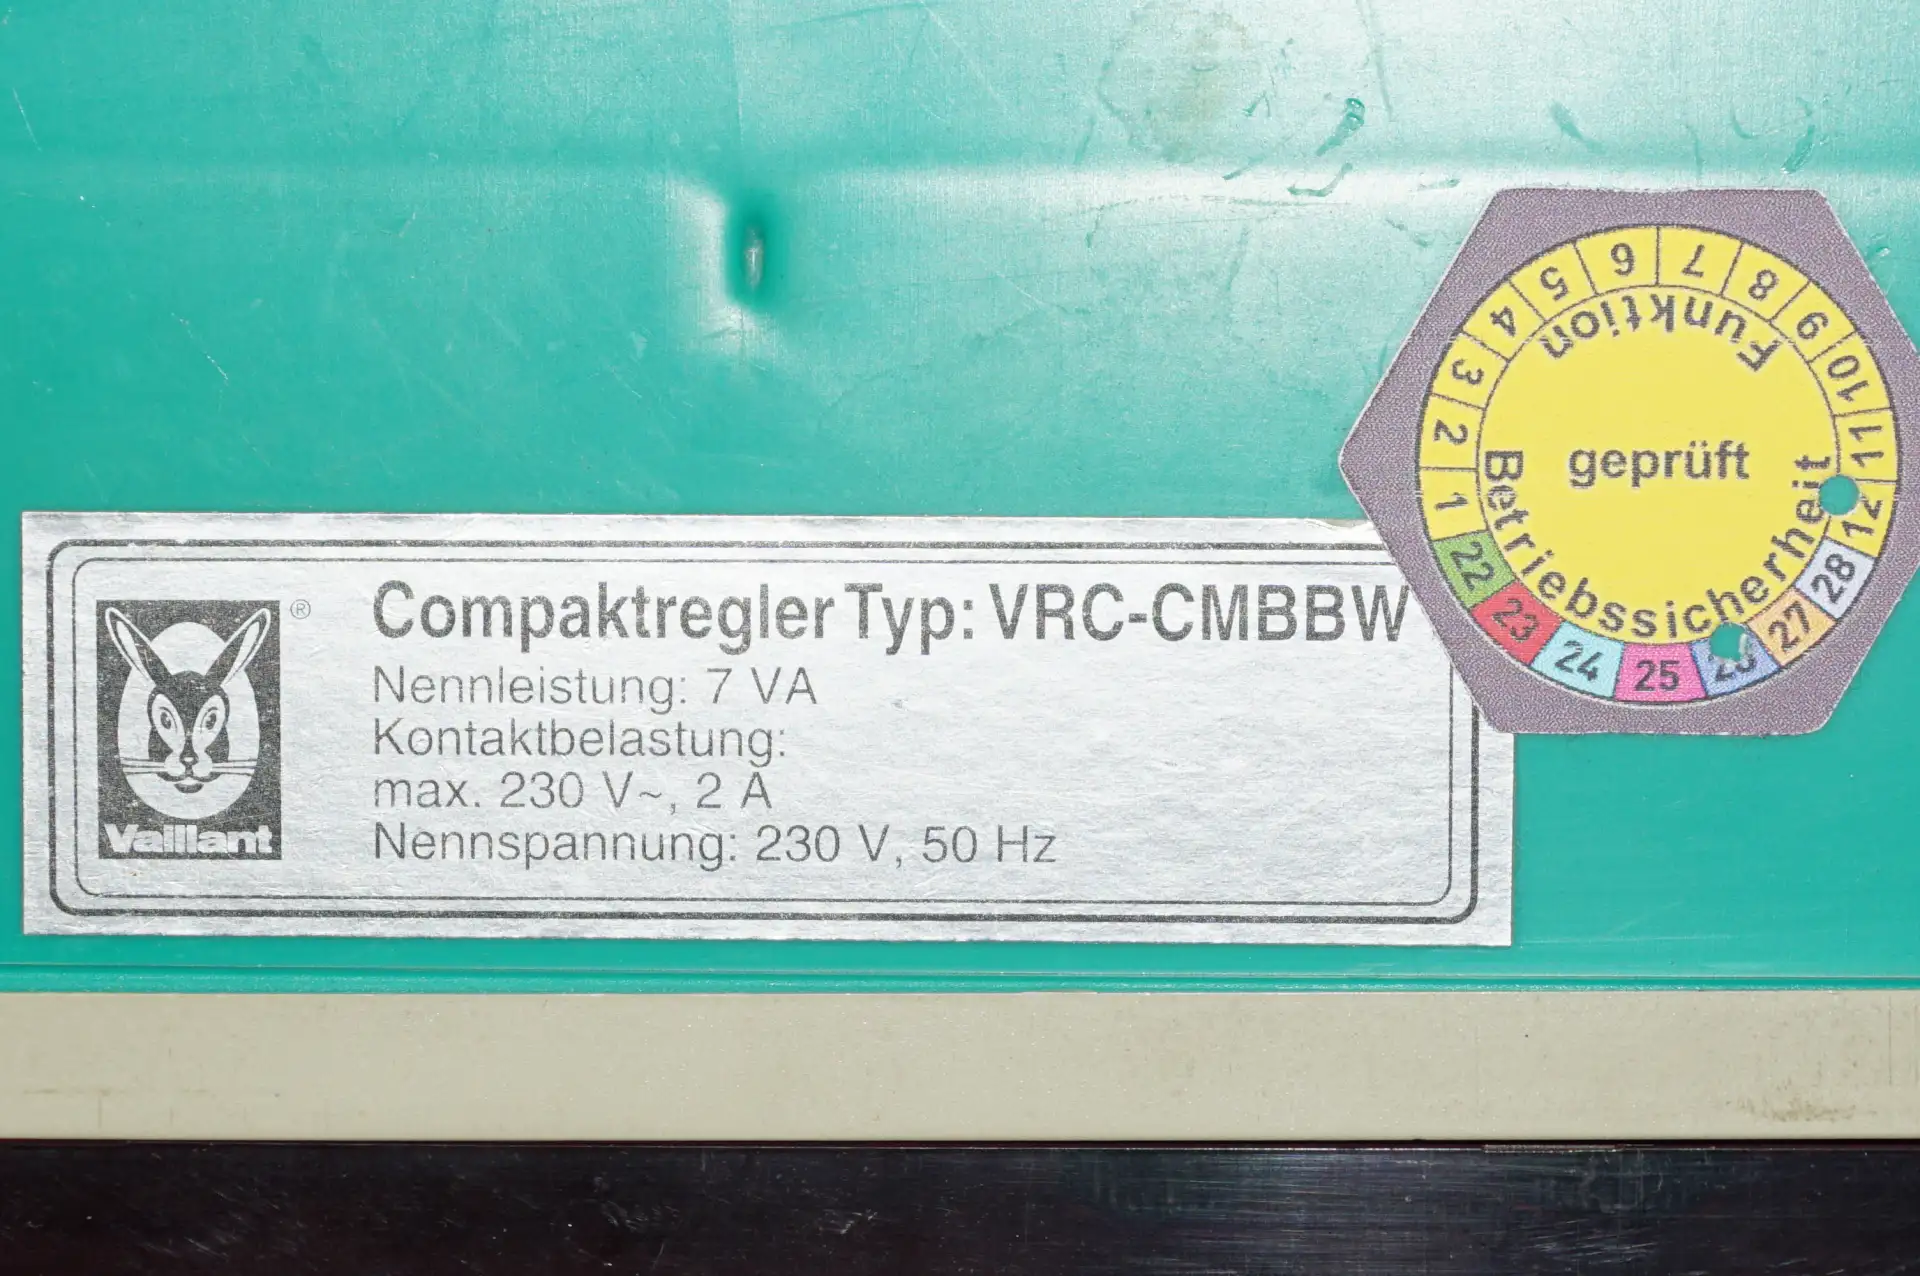 Compaktregler Typ: VRC-CMBBW
Nennleistung: 7 VA
Kontaktbelastung:
max. 230 V~, 2 A
Nennspannung: 230 V, 50 Hz
®
Vaillant
1 2 3 4 5 6 7 8 9 10 11 12
Funktion
geprüft
Betriebssicherheit
22 23 24 25 27 28